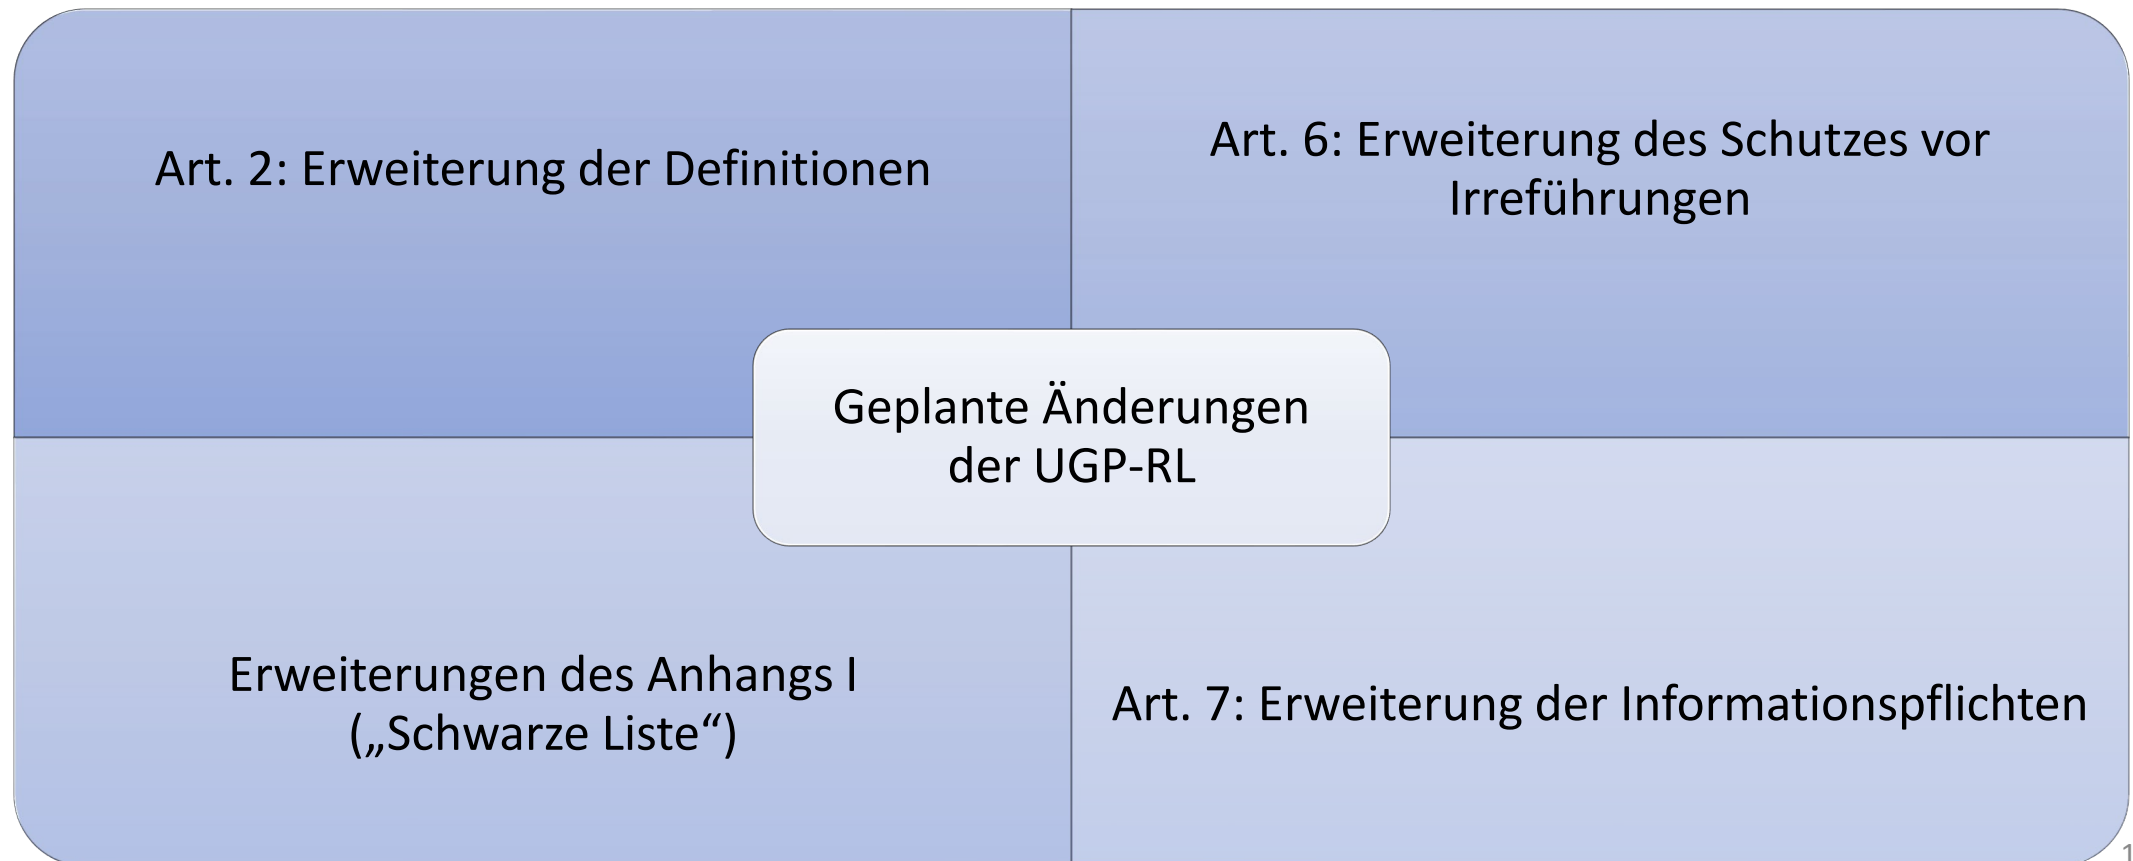 Art. 2: Erweiterung der Definitionen
Art. 6: Erweiterung des Schutzes vor
Irreführungen
Geplante Änderungen
der UGP-RL
Erweiterungen des Anhangs I
(„Schwarze Liste“)
Art. 7: Erweiterung der Informationspflichten
1